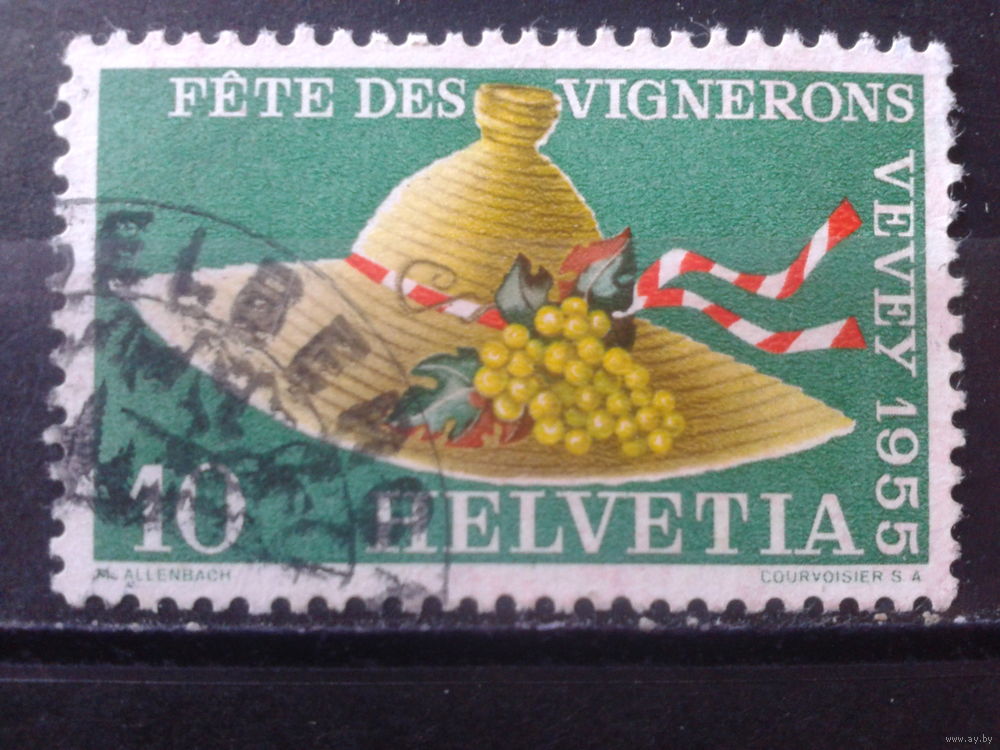 FÊTE DES VIGNERONS
VEVEY 1955
10 HELVETIA
ALLENBACH
COURVOISIER S. A
www.ay.by